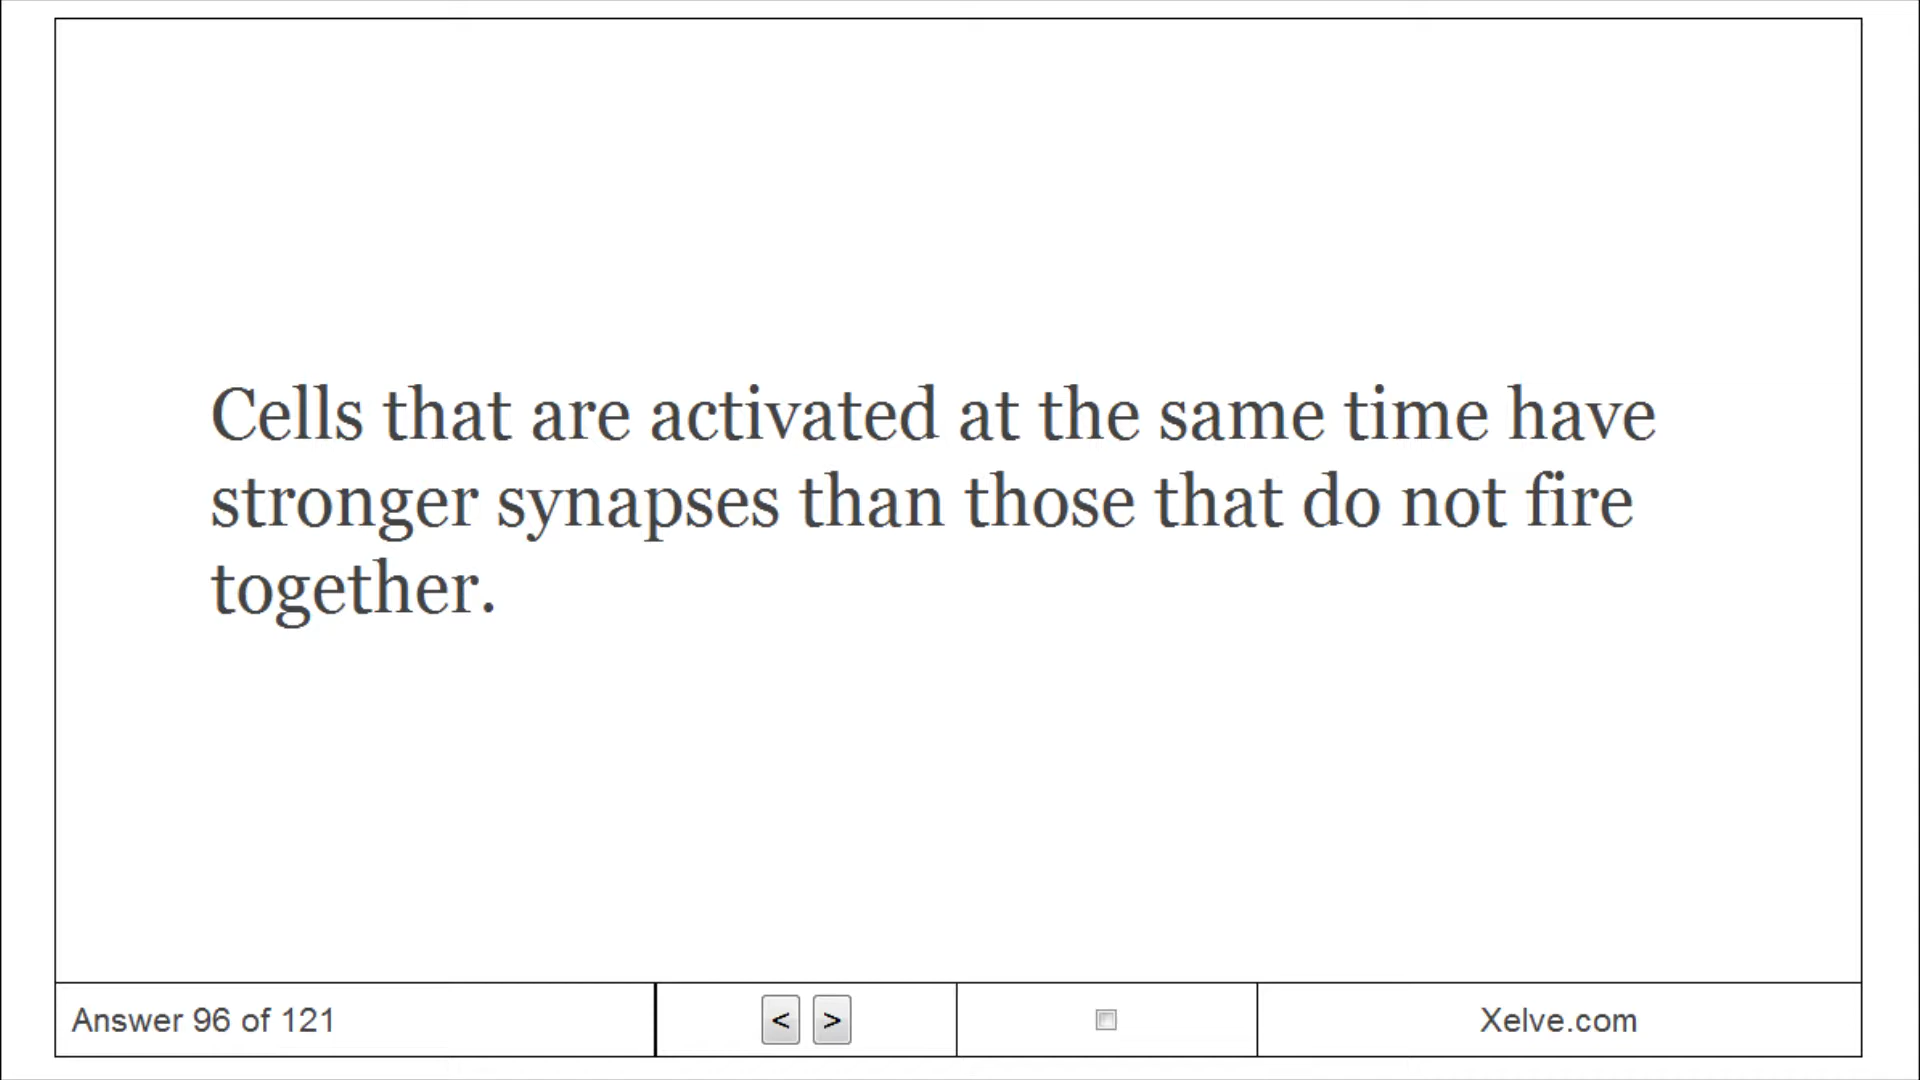 Cells that are activated at the same time have
stronger synapses than those that do not fire
together.
Answer 96 of 121
< >
Xelve.com